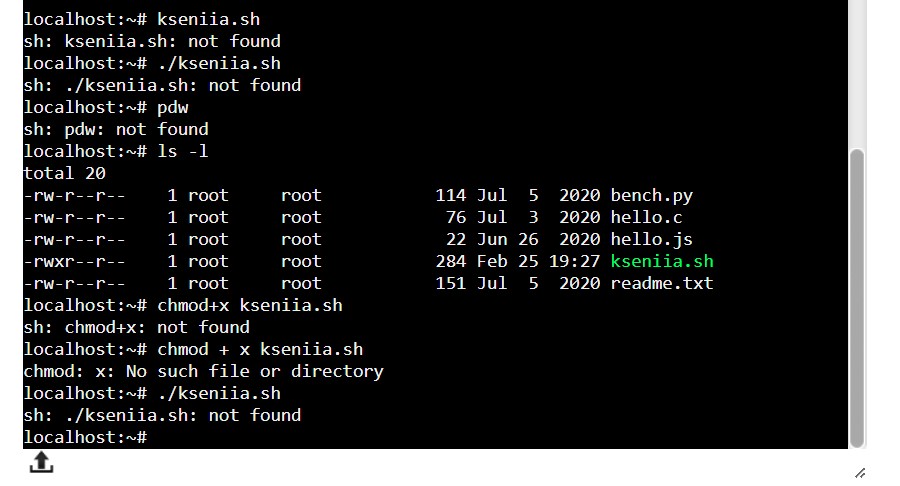 localhost:~# kseniia.sh
sh: kseniia.sh: not found
localhost:~# ./kseniia.sh
sh: ./kseniia.sh: not found
localhost:~# pdw
sh: pdw: not found
localhost:~# ls -l
total 20
-rw-r--r--    1 root     root           114 Jul  5  2020 bench.py
-rw-r--r--    1 root     root            76 Jul  3  2020 hello.c
-rw-r--r--    1 root     root            22 Jun 26  2020 hello.js
-rwxr--r--    1 root     root           284 Feb 25 19:27 kseniia.sh
-rw-r--r--    1 root     root           151 Jul  5  2020 readme.txt
localhost:~# chmod+x kseniia.sh
sh: chmod+x: not found
localhost:~# chmod + x kseniia.sh
chmod: x: No such file or directory
localhost:~# ./kseniia.sh
sh: ./kseniia.sh: not found
localhost:~#